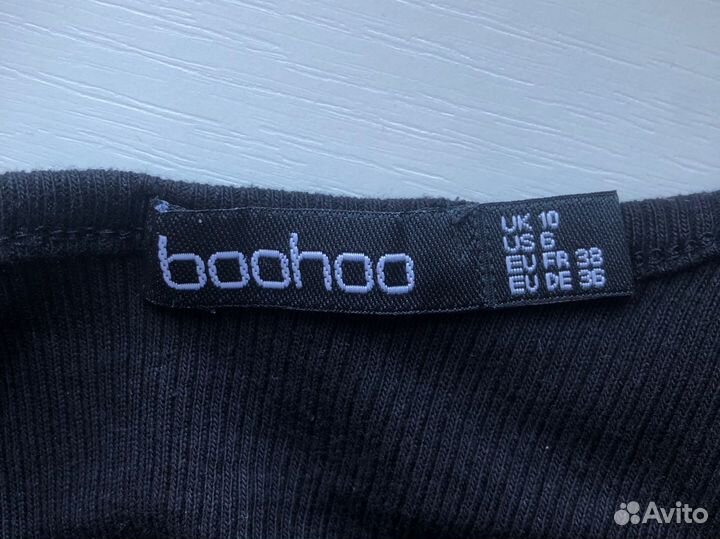 boohoo
UK 10
US 6
EU FR 38
EU DE 36
Avito